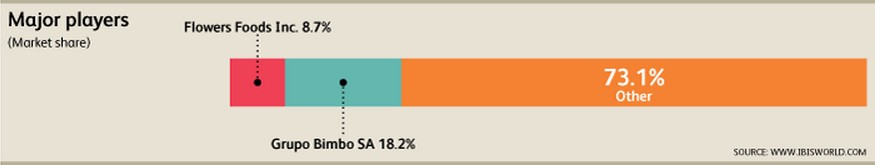 Major players
(Market share)
Flowers Foods Inc. 8.7%
73.1%
Other
Grupo Bimbo SA 18.2%
SOURCE: WWW.IBISWORLD.COM